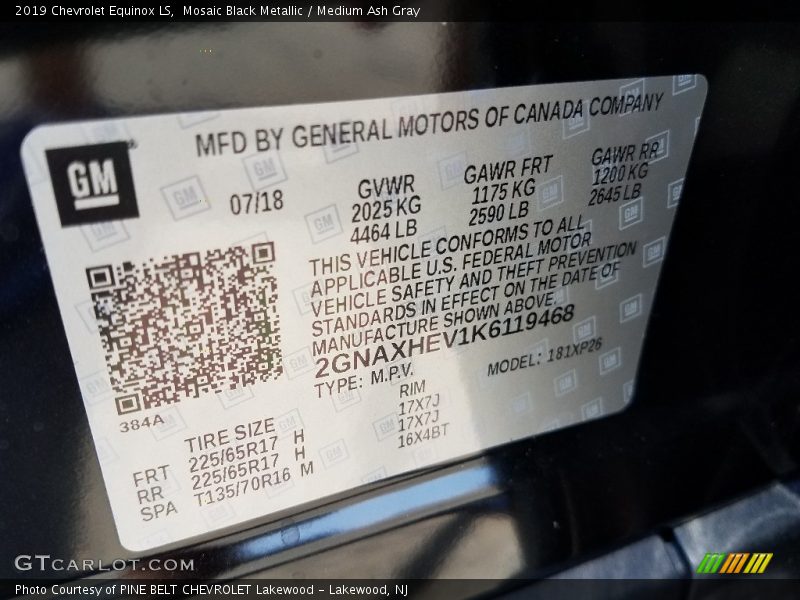 2019 Chevrolet Equinox LS, Mosaic Black Metallic / Medium Ash Gray
GM
MFD BY GENERAL MOTORS OF CANADA COMPANY
07/18
GVWR
2025 KG
4464 LB
GAWR FRT
1175 KG
2590 LB
GAWR RR
1200 KG
2645 LB
THIS VEHICLE CONFORMS TO ALL
APPLICABLE U.S. FEDERAL MOTOR
VEHICLE SAFETY AND THEFT PREVENTION
STANDARDS IN EFFECT ON THE DATE OF
MANUFACTURE SHOWN ABOVE.
2GNAXHEV1K6119468
TYPE: M.P.V.
MODEL: 181XP26
384A
TIRE SIZE
RIM
FRT 225/65R17 H 17X7J
RR 225/65R17 H 17X7J
SPA T135/70R16 M 16X4BT
GTCARLOT.COM
Photo Courtesy of PINE BELT CHEVROLET Lakewood - Lakewood, NJ